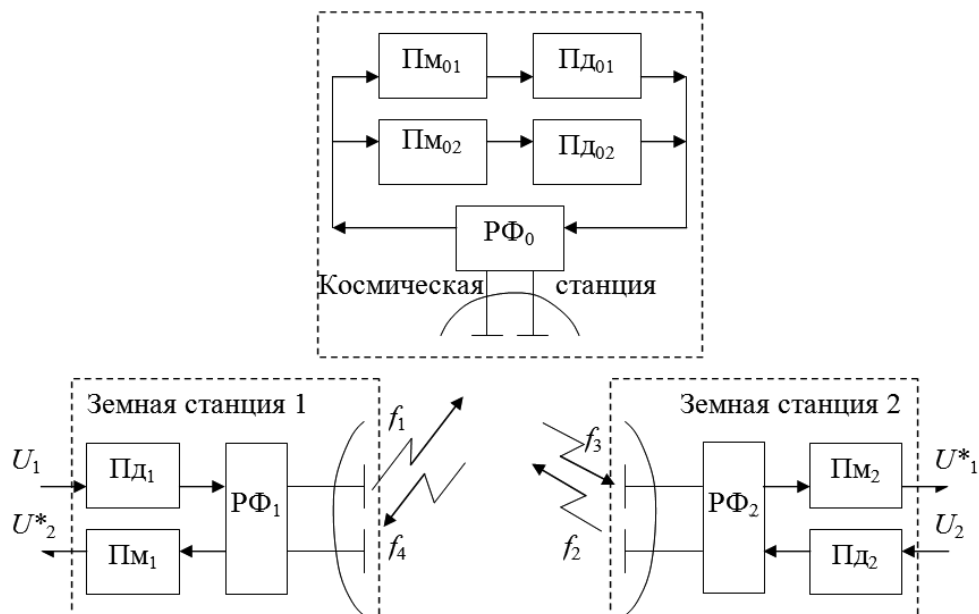 Пм₀₁ Пд₀₁
Пм₀₂ Пд₀₂
РФ₀
Космическая станция
Земная станция 1
Земная станция 2
f₁
f₃
U₁
Пд₁
РФ₁
Пм₂
U*₁
РФ₂
U*₂
Пм₁
f₄
f₂
Пд₂
U₂